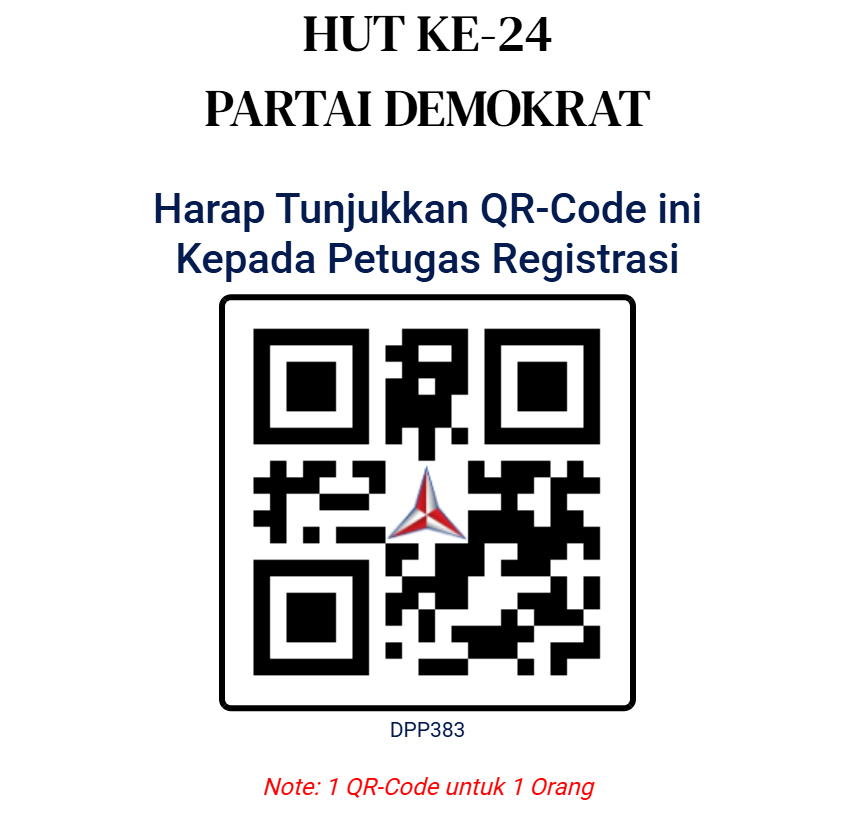 HUT KE-24
PARTAI DEMOKRAT
Harap Tunjukkan QR-Code ini
Kepada Petugas Registrasi
DPP383
Note: 1 QR-Code untuk 1 Orang